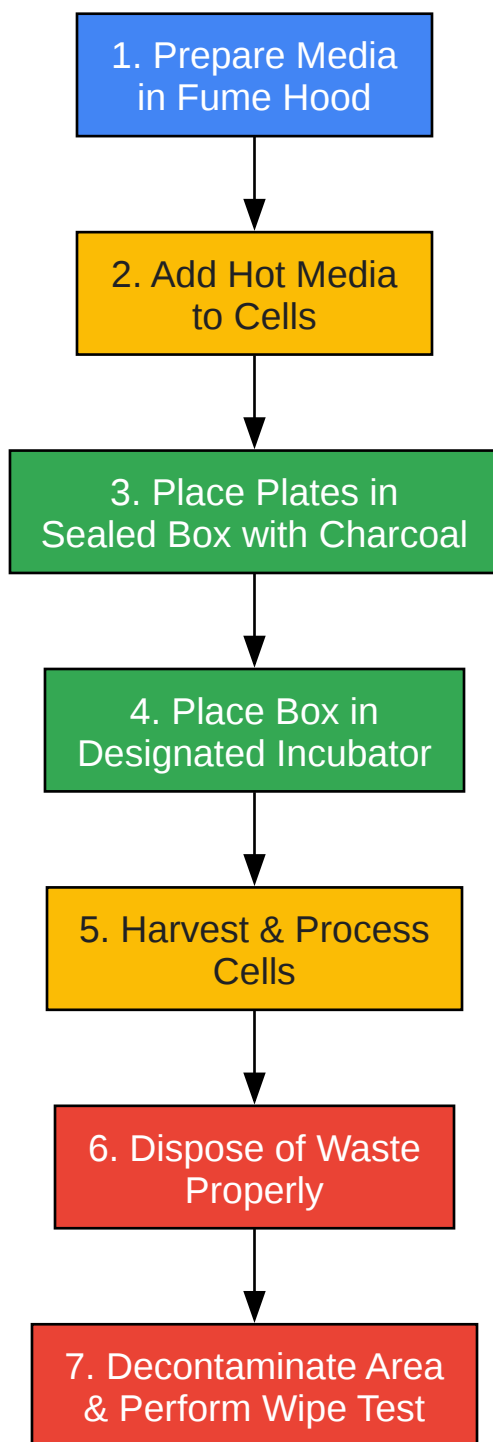 1. Prepare Media
in Fume Hood
2. Add Hot Media
to Cells
3. Place Plates in
Sealed Box with Charcoal
4. Place Box in
Designated Incubator
5. Harvest & Process
Cells
6. Dispose of Waste
Properly
7. Decontaminate Area
& Perform Wipe Test